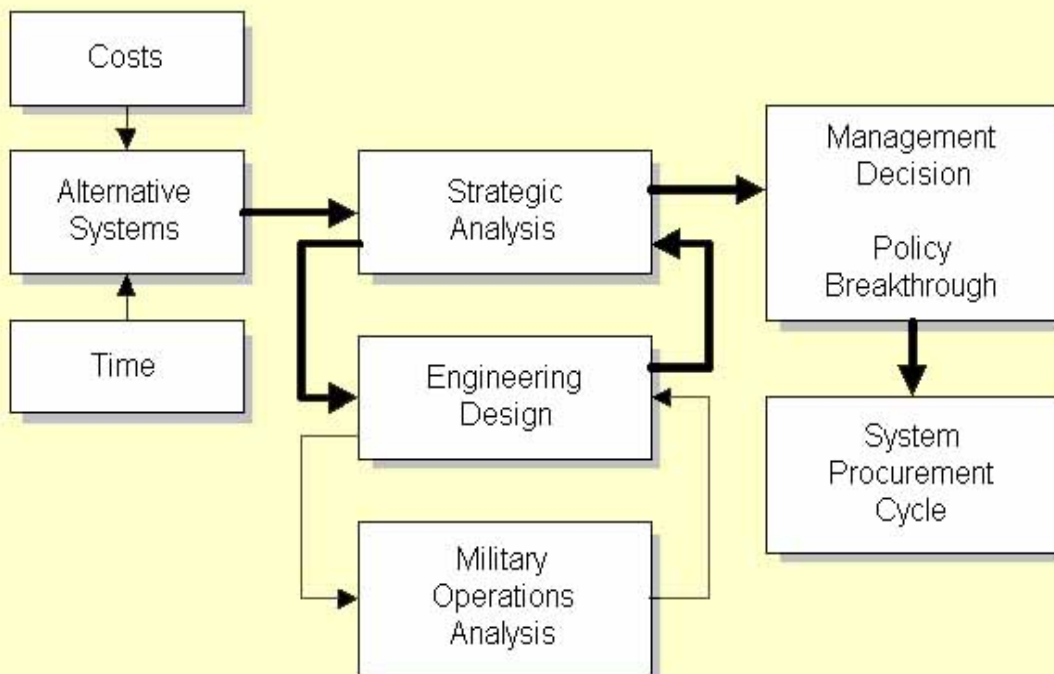 Costs
Alternative
Systems
Time
Strategic
Analysis
Engineering
Design
Military
Operations
Analysis
Management
Decision
Policy
Breakthrough
System
Procurement
Cycle